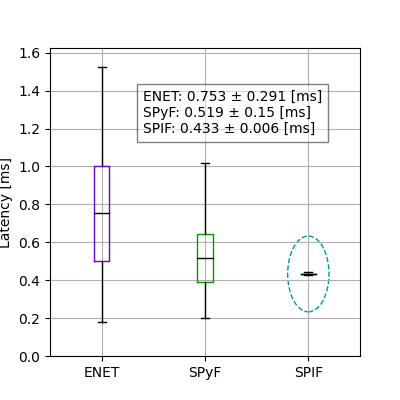 1.6
1.4
1.2
1.0
0.8
0.6
0.4
0.2
0.0
Latency [ms]
ENET: 0.753 ± 0.291 [ms]
SPyF: 0.519 ± 0.15 [ms]
SPIF: 0.433 ± 0.006 [ms]
ENET
SPyF
SPIF